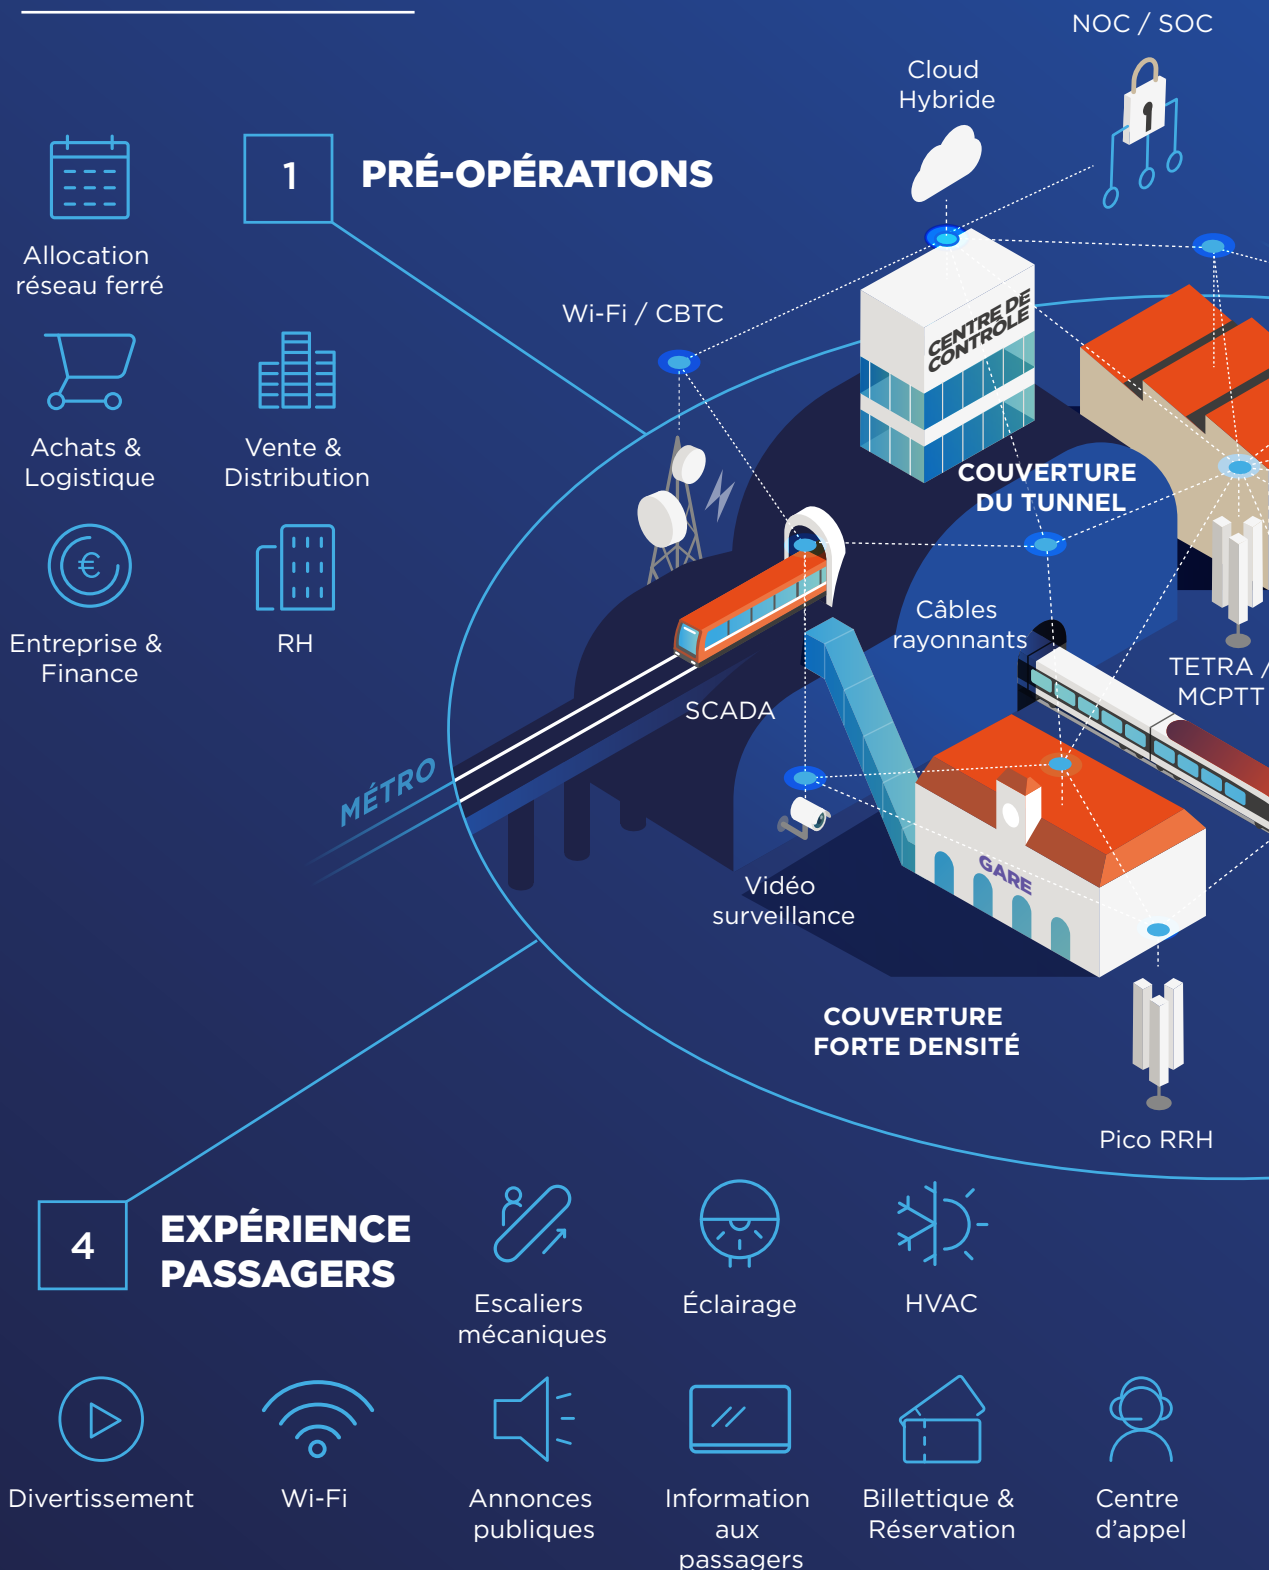 NOC / SOC
Cloud
Hybride
1
PRÉ-OPÉRATIONS
Allocation
réseau ferré
Wi-Fi / CBTC
CENTRE DE
CONTRÔLE
Achats &
Logistique
Vente &
Distribution
COUVERTURE
DU TUNNEL
€
Entreprise &
Finance
RH
Câbles
rayonnants
TETRA /
MCPTT
SCADA
MÉTRO
GARE
Vidéo
surveillance
COUVERTURE
FORTE DENSITÉ
Pico RRH
4
EXPÉRIENCE
PASSAGERS
Escaliers
mécaniques
Éclairage
HVAC
Divertissement
Wi-Fi
Annonces
publiques
Information
aux
passagers
Billettique &
Réservation
Centre
d'appel